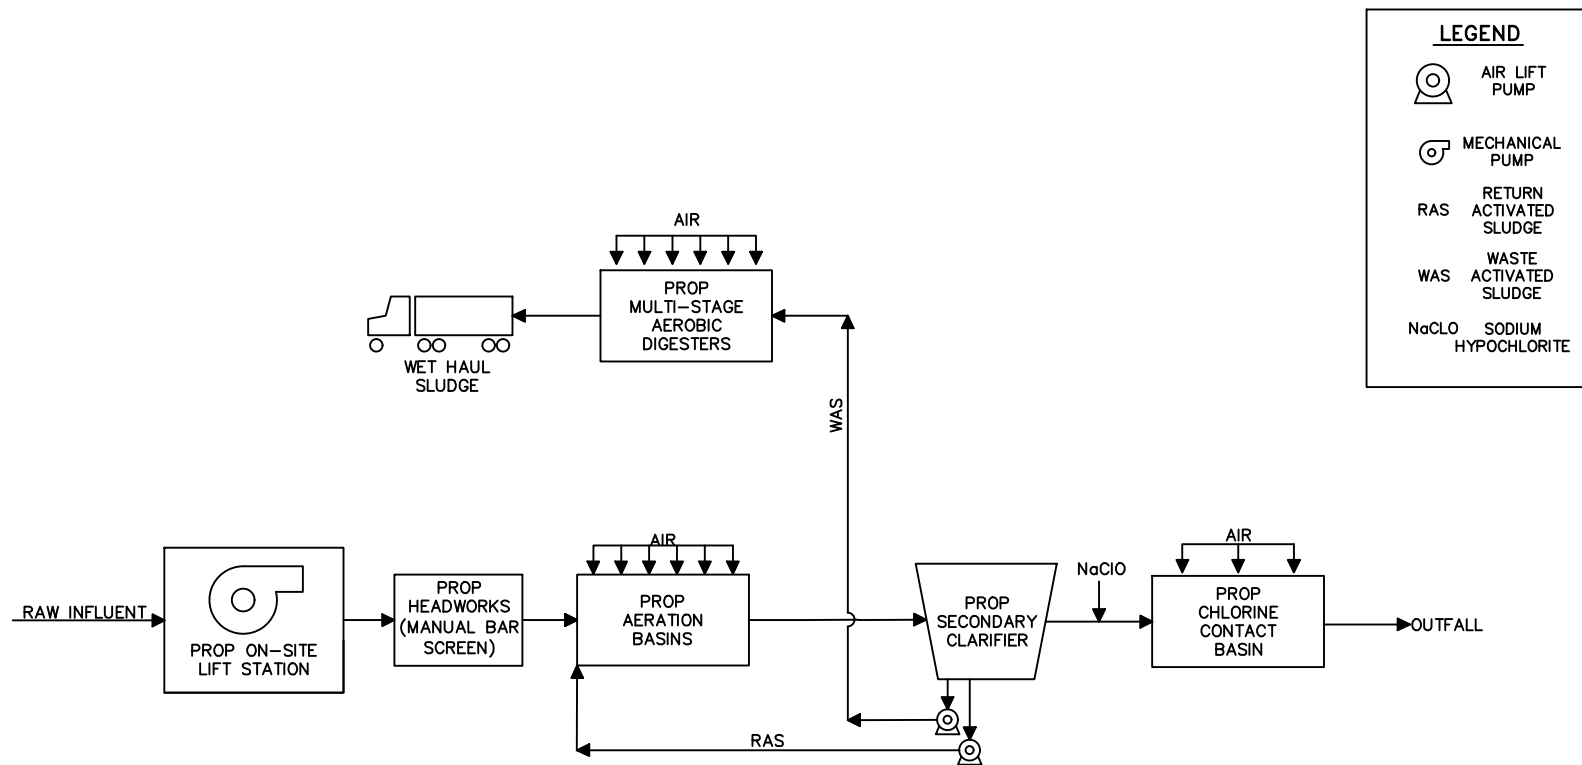 LEGEND
AIR LIFT
PUMP
MECHANICAL
PUMP
RAS
RETURN
ACTIVATED
SLUDGE
WAS
WASTE
ACTIVATED
SLUDGE
NaCLO
SODIUM
HYPOCHLORITE
AIR
PROP
MULTI-STAGE
AEROBIC
DIGESTERS
WET HAUL
SLUDGE
WAS
RAW INFLUENT
PROP ON-SITE
LIFT STATION
PROP
HEADWORKS
(MANUAL BAR
SCREEN)
AIR
PROP
AERATION
BASINS
PROP
SECONDARY
CLARIFIER
NaClO
AIR
PROP
CHLORINE
CONTACT
BASIN
OUTFALL
RAS